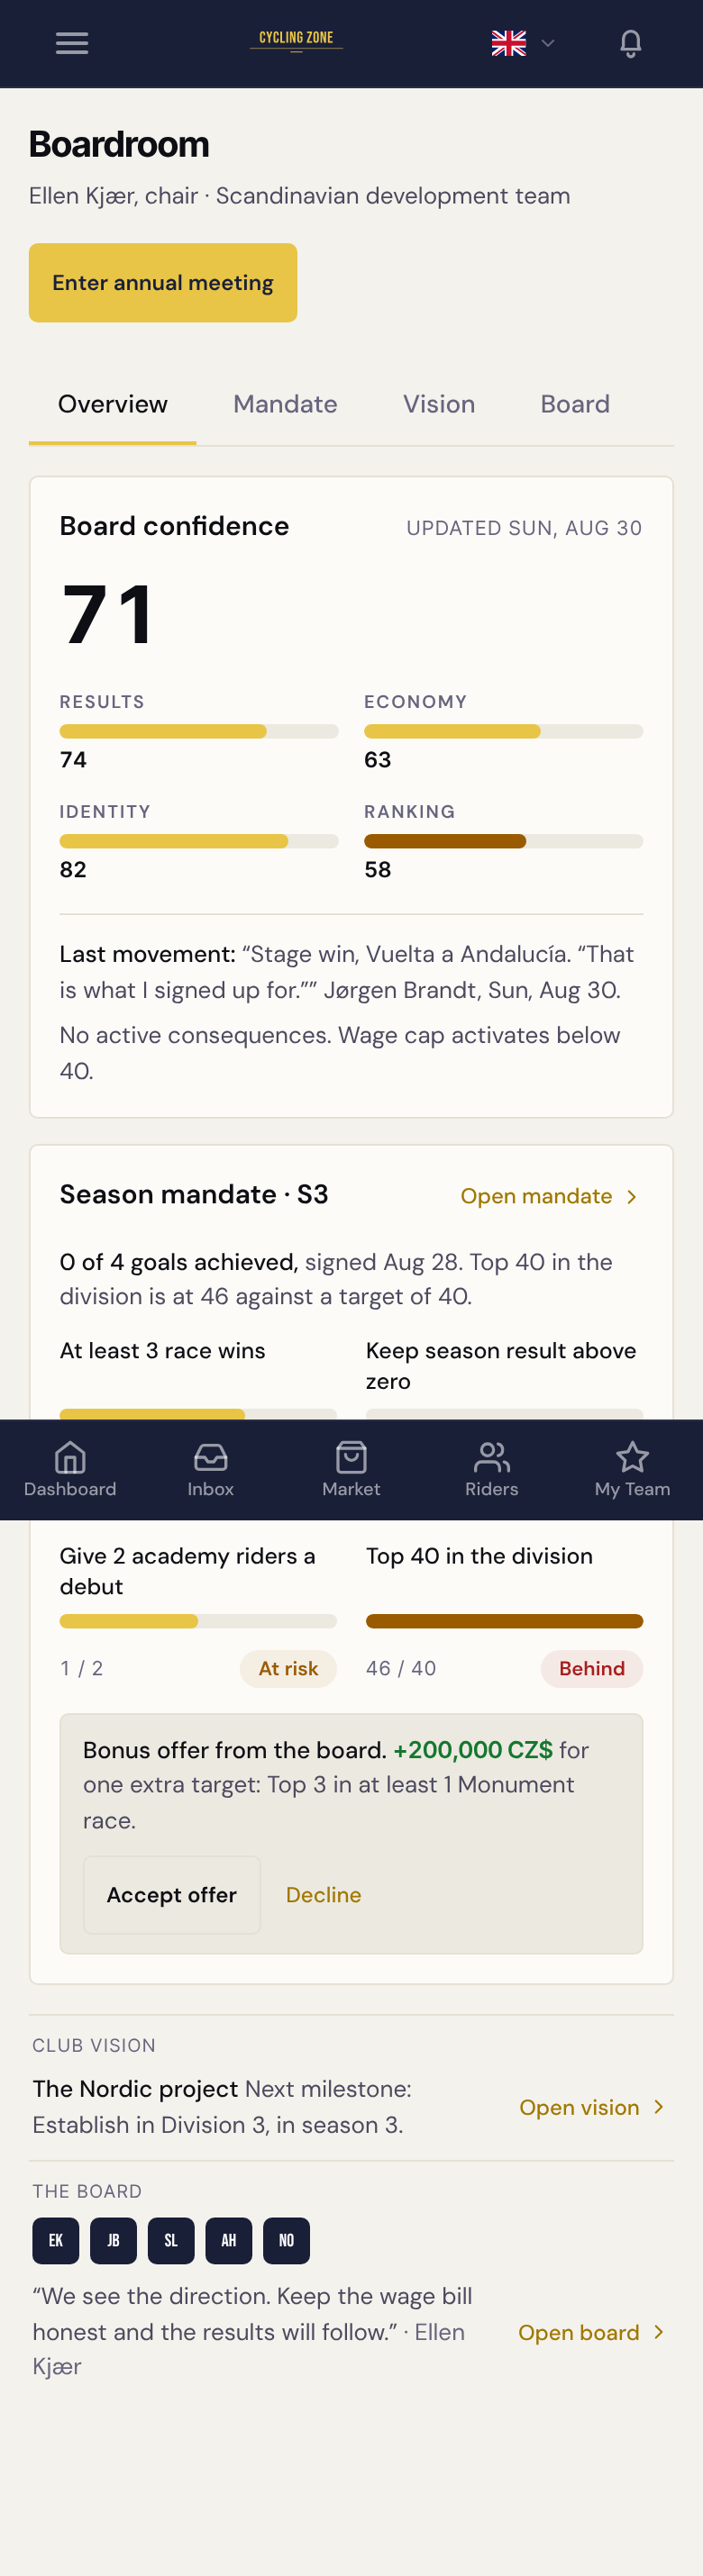 CYCLING ZONE
Boardroom
Ellen Kjær, chair · Scandinavian development team
Enter annual meeting
Overview Mandate Vision Board
Board confidence UPDATED SUN, AUG 30
71
RESULTS ECONOMY
74 63
IDENTITY RANKING
82 58
Last movement: “Stage win, Vuelta a Andalucía. “That
is what I signed up for.”” Jørgen Brandt, Sun, Aug 30.
No active consequences. Wage cap activates below
40.
Season mandate · S3 Open mandate
0 of 4 goals achieved, signed Aug 28. Top 40 in the
division is at 46 against a target of 40.
At least 3 race wins Keep season result above
zero
Dashboard Inbox Market Riders My Team
Give 2 academy riders a Top 40 in the division
debut
1 / 2 At risk 46 / 40 Behind
Bonus offer from the board. +200,000 CZ$ for
one extra target: Top 3 in at least 1 Monument
race.
Accept offer Decline
CLUB VISION
The Nordic project Next milestone:
Establish in Division 3, in season 3.
Open vision
THE BOARD
EK JB SL AH NO
“We see the direction. Keep the wage bill
honest and the results will follow.” · Ellen
Kjær
Open board